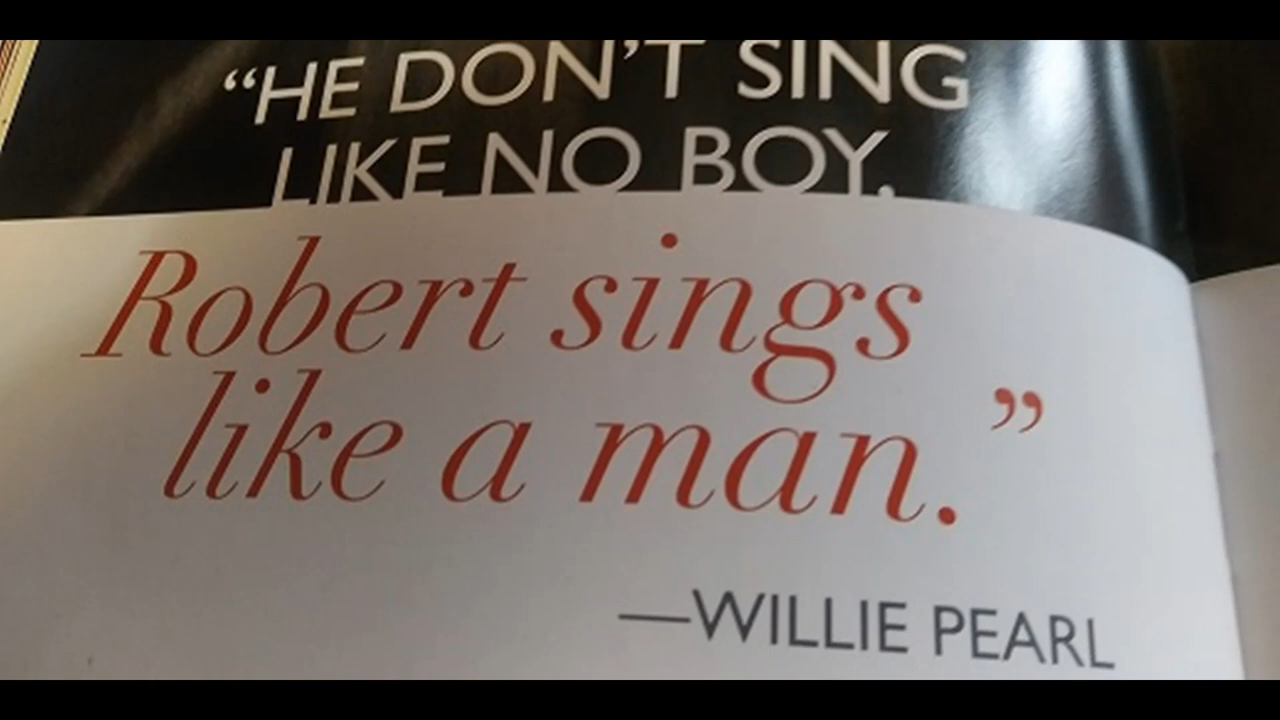 “HE DON’T SING
LIKE NO BOY.
Robert sings
like a man.”
—WILLIE PEARL